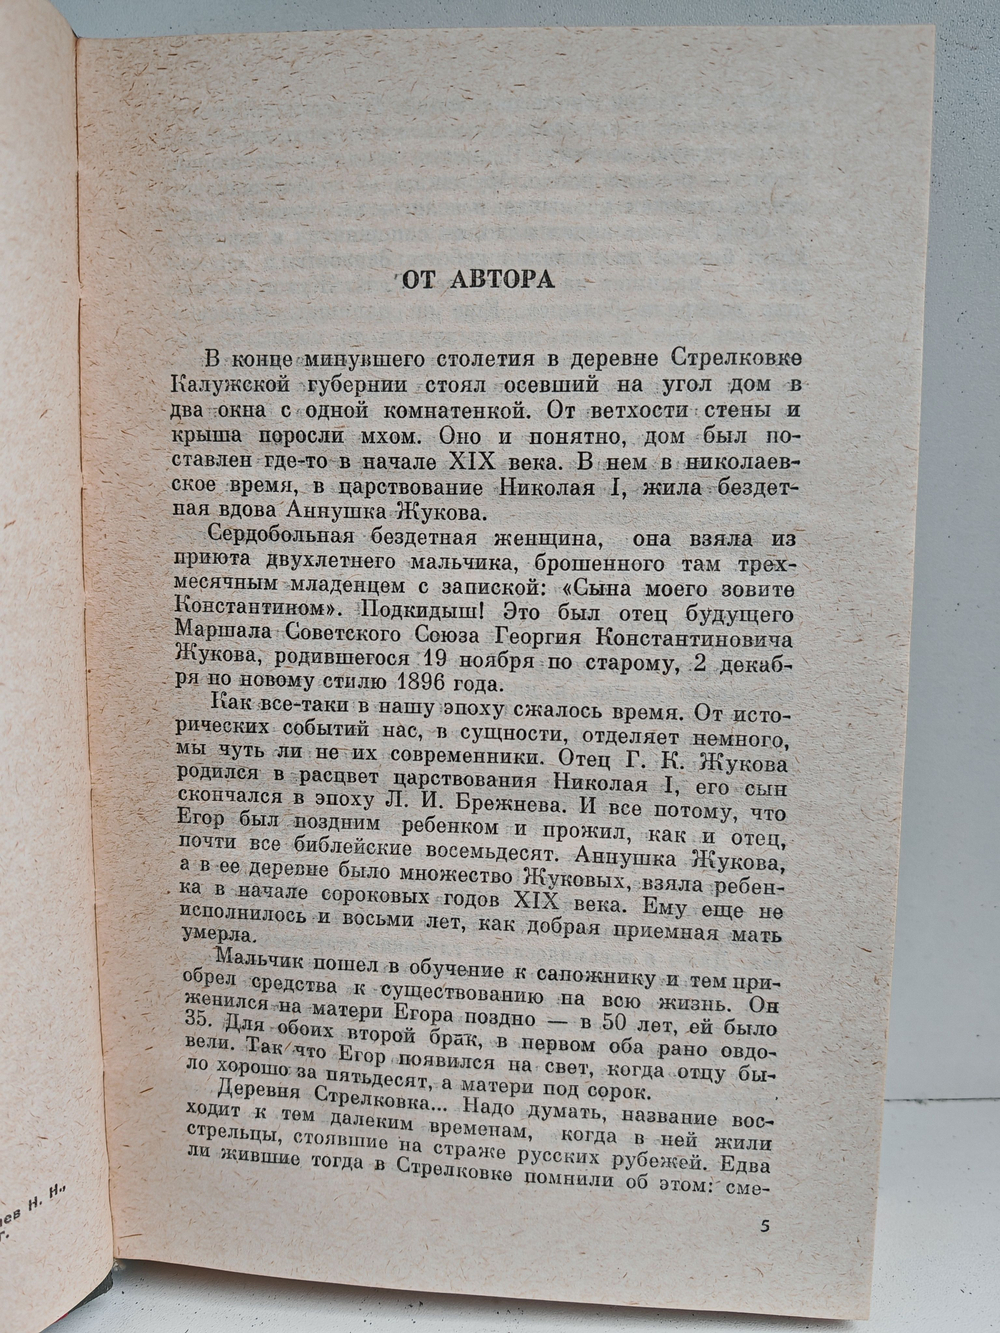 ОТ АВТОРА
В конце минувшего столетия в деревне Стрелковке
Калужской губернии стоял осевший на угол дом в
два окна с одной комнатенкой. От ветхости стены и
крыша поросли мхом. Оно и понятно, дом был по-
ставлен где-то в начале XIX века. В нем в николаев-
ское время, в царствование Николая I, жила бездет-
ная вдова Аннушка Жукова.
Сердобольная бездетная женщина, она взяла из
приюта двухлетнего мальчика, брошенного там трех-
месячным младенцем с запиской: «Сына моего зовите
Константином». Подкидыш! Это был отец будущего
Маршала Советского Союза Георгия Константиновича
Жукова, родившегося 19 ноября по старому, 2 декаб-
ря по новому стилю 1896 года.
Как все-таки в нашу эпоху сжалось время. От исто-
рических событий нас, в сущности, отделяет немного,
мы чуть ли не их современники. Отец Г. К. Жукова
родился в расцвет царствования Николая I, его сын
скончался в эпоху Л. И. Брежнева. И все потому, что
Егор был поздним ребенком и прожил, как и отец,
почти все библейские восемьдесят. Аннушка Жукова,
а в ее деревне было множество Жуковых, взяла ребен-
ка в начале сороковых годов XIX века. Ему еще не
исполнилось и восьми лет, как добрая приемная мать
умерла.
Мальчик пошел в обучение к сапожнику и тем при-
обрел средства к существованию на всю жизнь. Он
женился на матери Егора поздно — в 50 лет, ей было
35. Для обоих второй брак, в первом оба рано овдо-
вели. Так что Егор появился на свет, когда отцу бы-
ло хорошо за пятьдесят, а матери под сорок.
Деревня Стрелковка... Надо думать, название вос-
ходит к тем далеким временам, когда в ней жили
стрельцы, стоявшие на страже русских рубежей. Едва
ли жившие тогда в Стрелковке помнили об этом: сме-
5
Н. Н.,